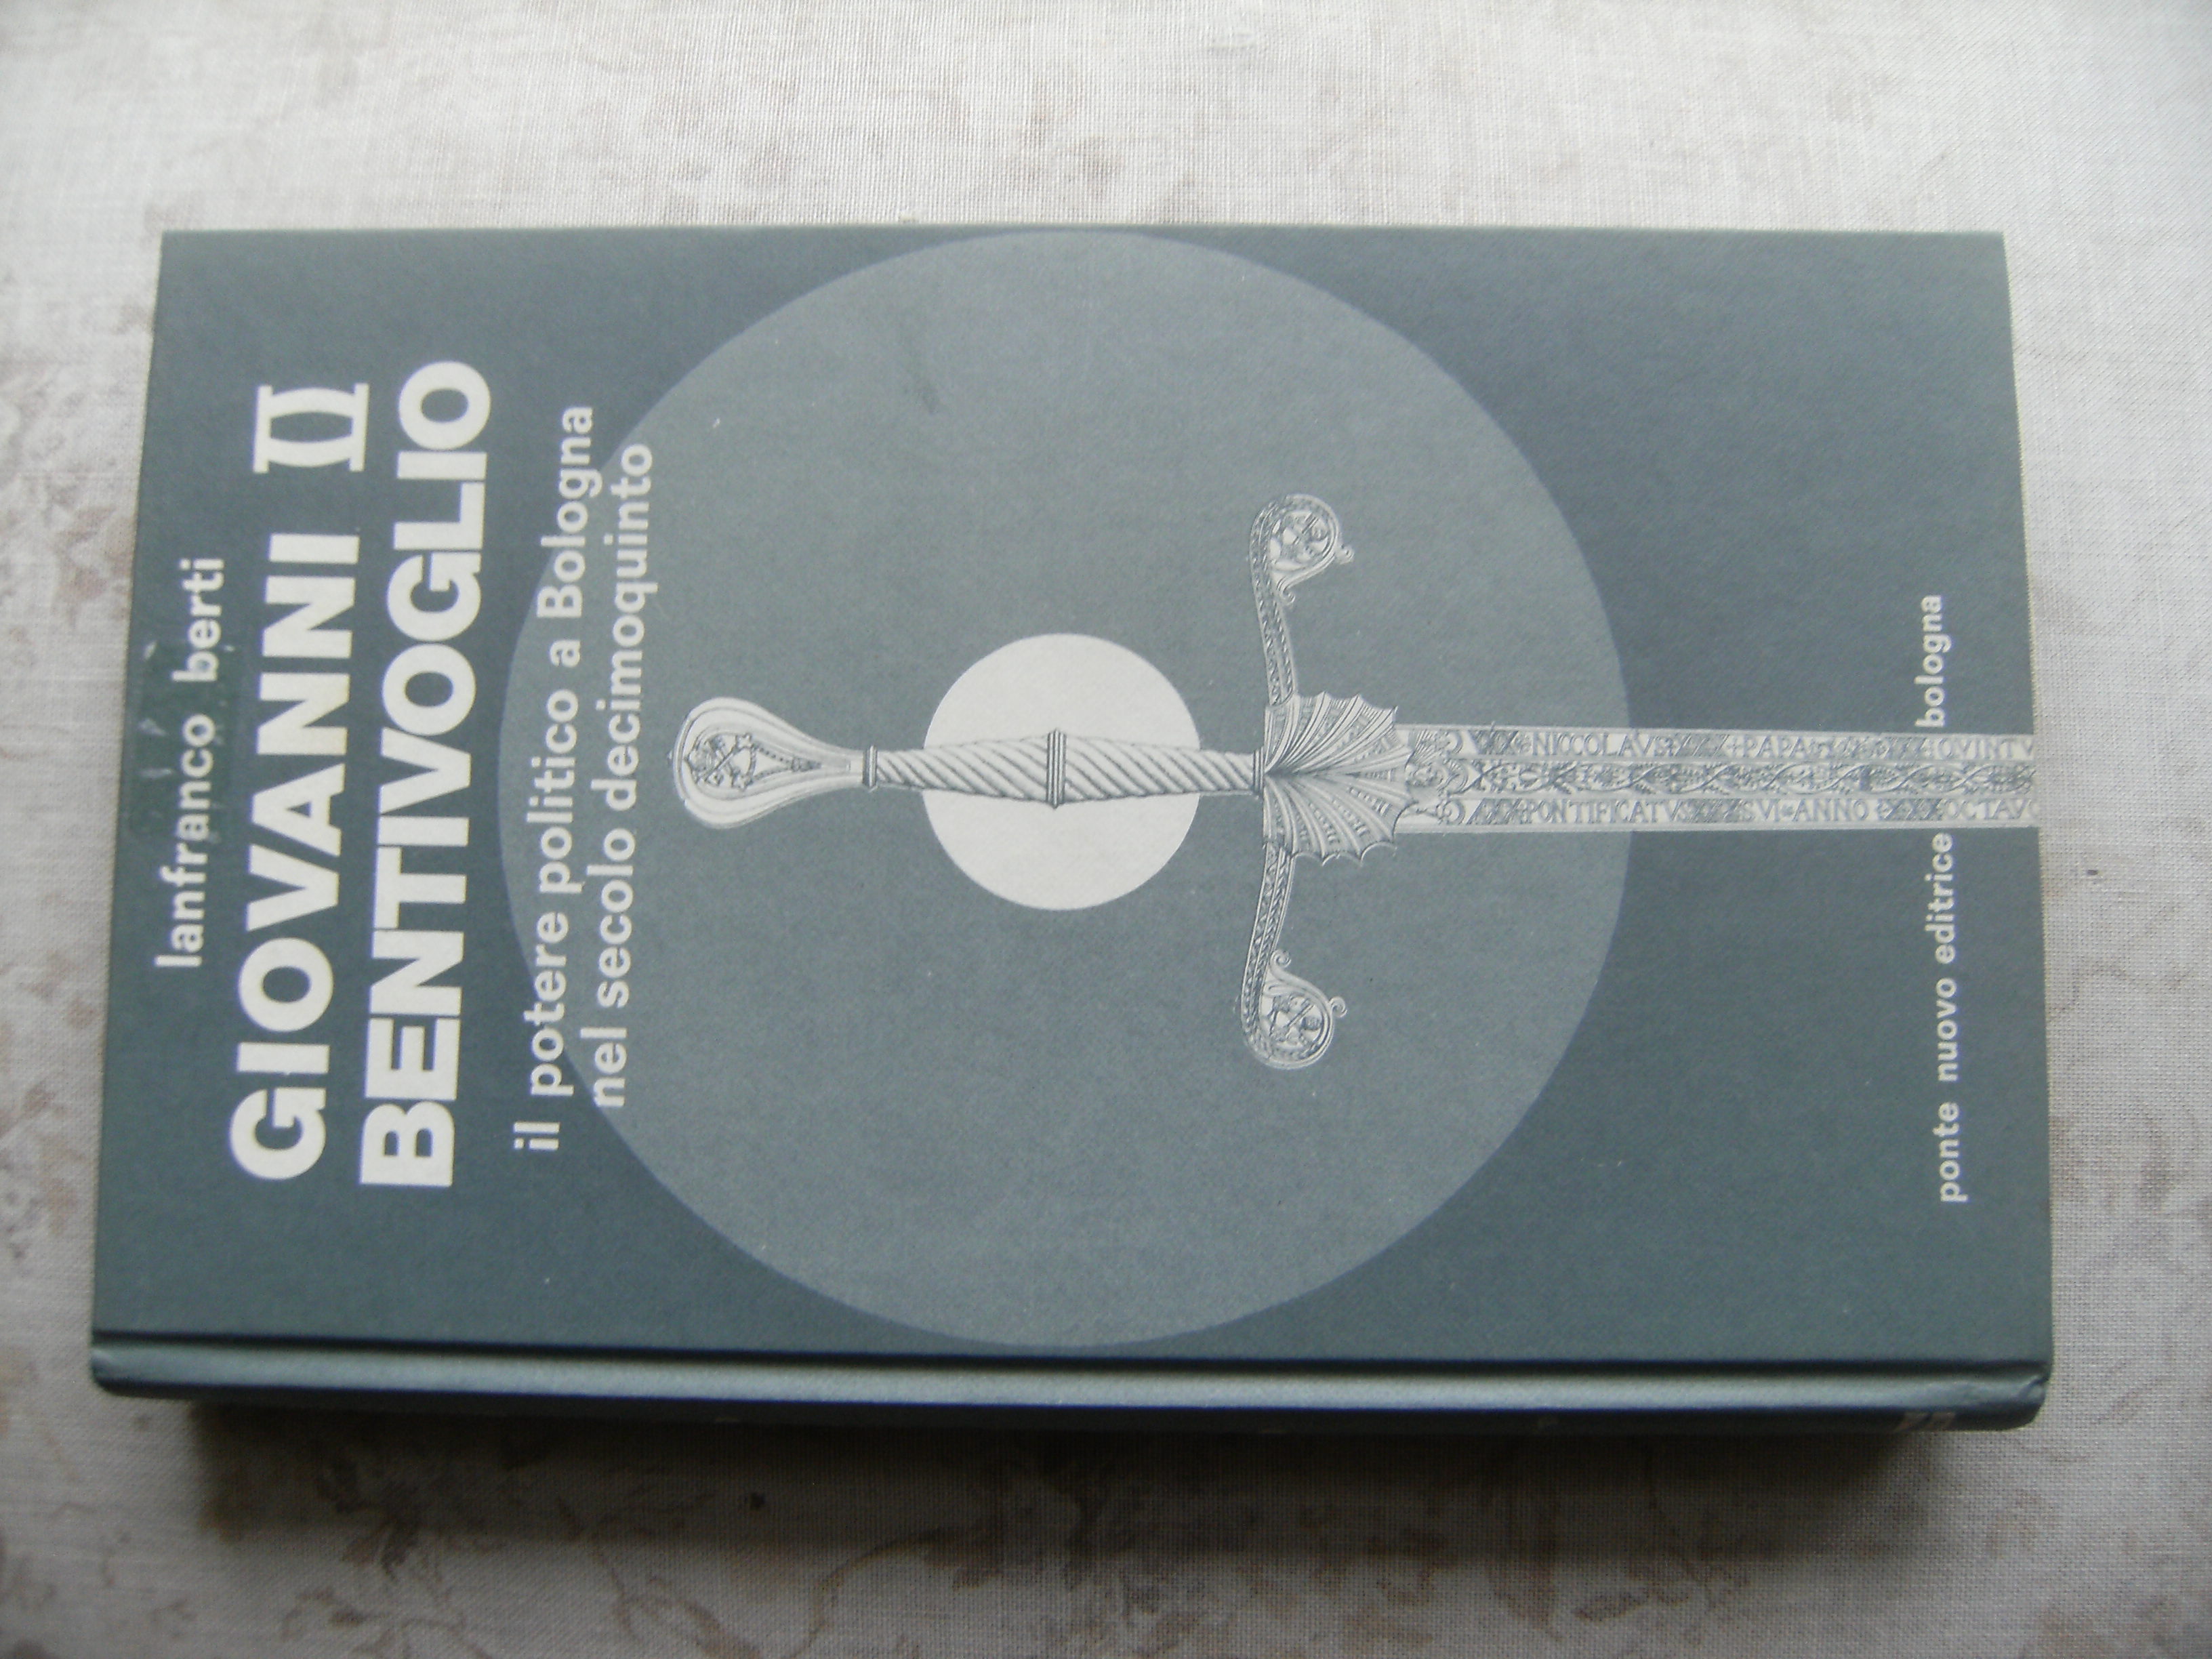 lanfranco berti
GIOVANNI II
BENTIVOGLIO
il potere politico a Bologna
nel secolo decimoquinto
NICCOLAVS PAPA QVINTV
PONTIFICATVS SVI ANNO OCTAVO
ponte nuovo editrice bologna